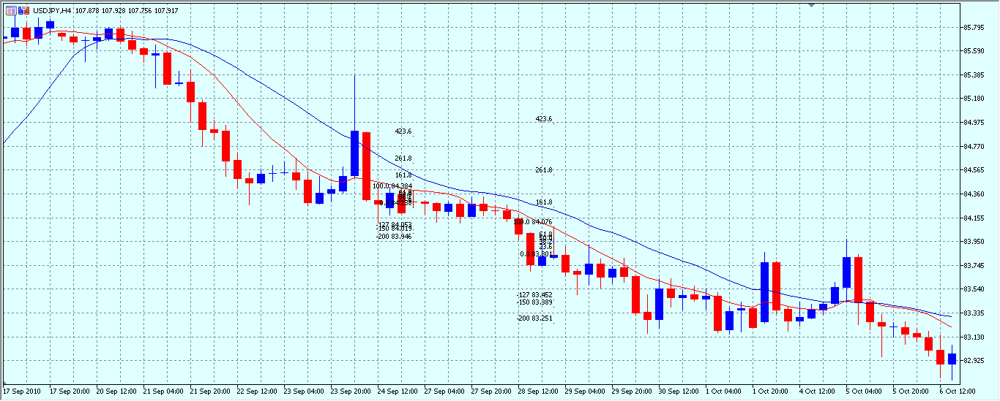 USDJPY,H4 107.878 107.928 107.756 107.917
85.795
85.590
85.385
85.180
84.975
84.770
84.565
84.360
84.155
83.950
83.745
83.540
83.335
83.130
82.925
423.6
261.8
161.8
100.0 84.384
-127 84.053
-150 84.019
-200 83.946
423.6
261.8
161.8
100.0 84.076
61.8
50.0
23.6
0.0 83.801
-127 83.452
-150 83.389
-200 83.251
17 Sep 2010
17 Sep 20:00
20 Sep 12:00
21 Sep 04:00
21 Sep 20:00
22 Sep 12:00
23 Sep 04:00
23 Sep 20:00
24 Sep 12:00
27 Sep 04:00
27 Sep 20:00
28 Sep 12:00
29 Sep 04:00
29 Sep 20:00
30 Sep 12:00
1 Oct 04:00
1 Oct 20:00
4 Oct 12:00
5 Oct 04:00
5 Oct 20:00
6 Oct 12:00